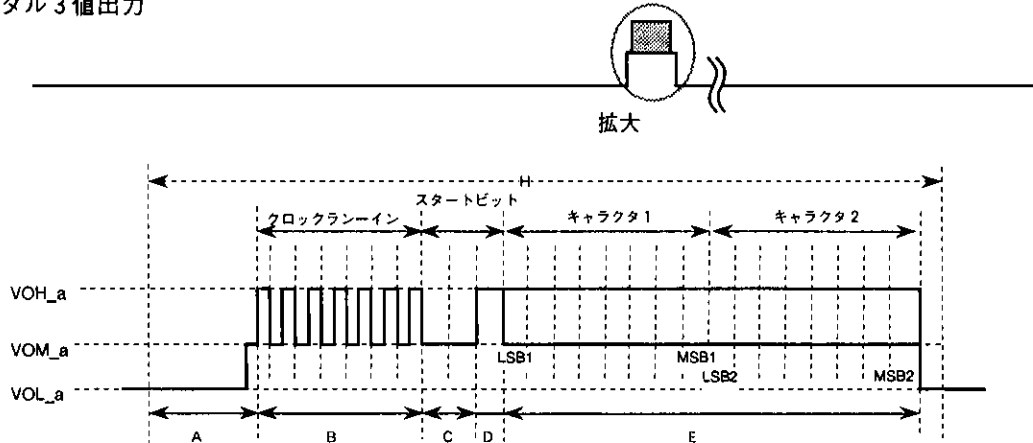 タル3値出力
拡大
H
スタートビット
クロックランーイン
キャラクタ1
キャラクタ2
VOH_a
VOM_a
LSB1
MSB1
LSB2
MSB2
VOL_a
A
B
C
D
E